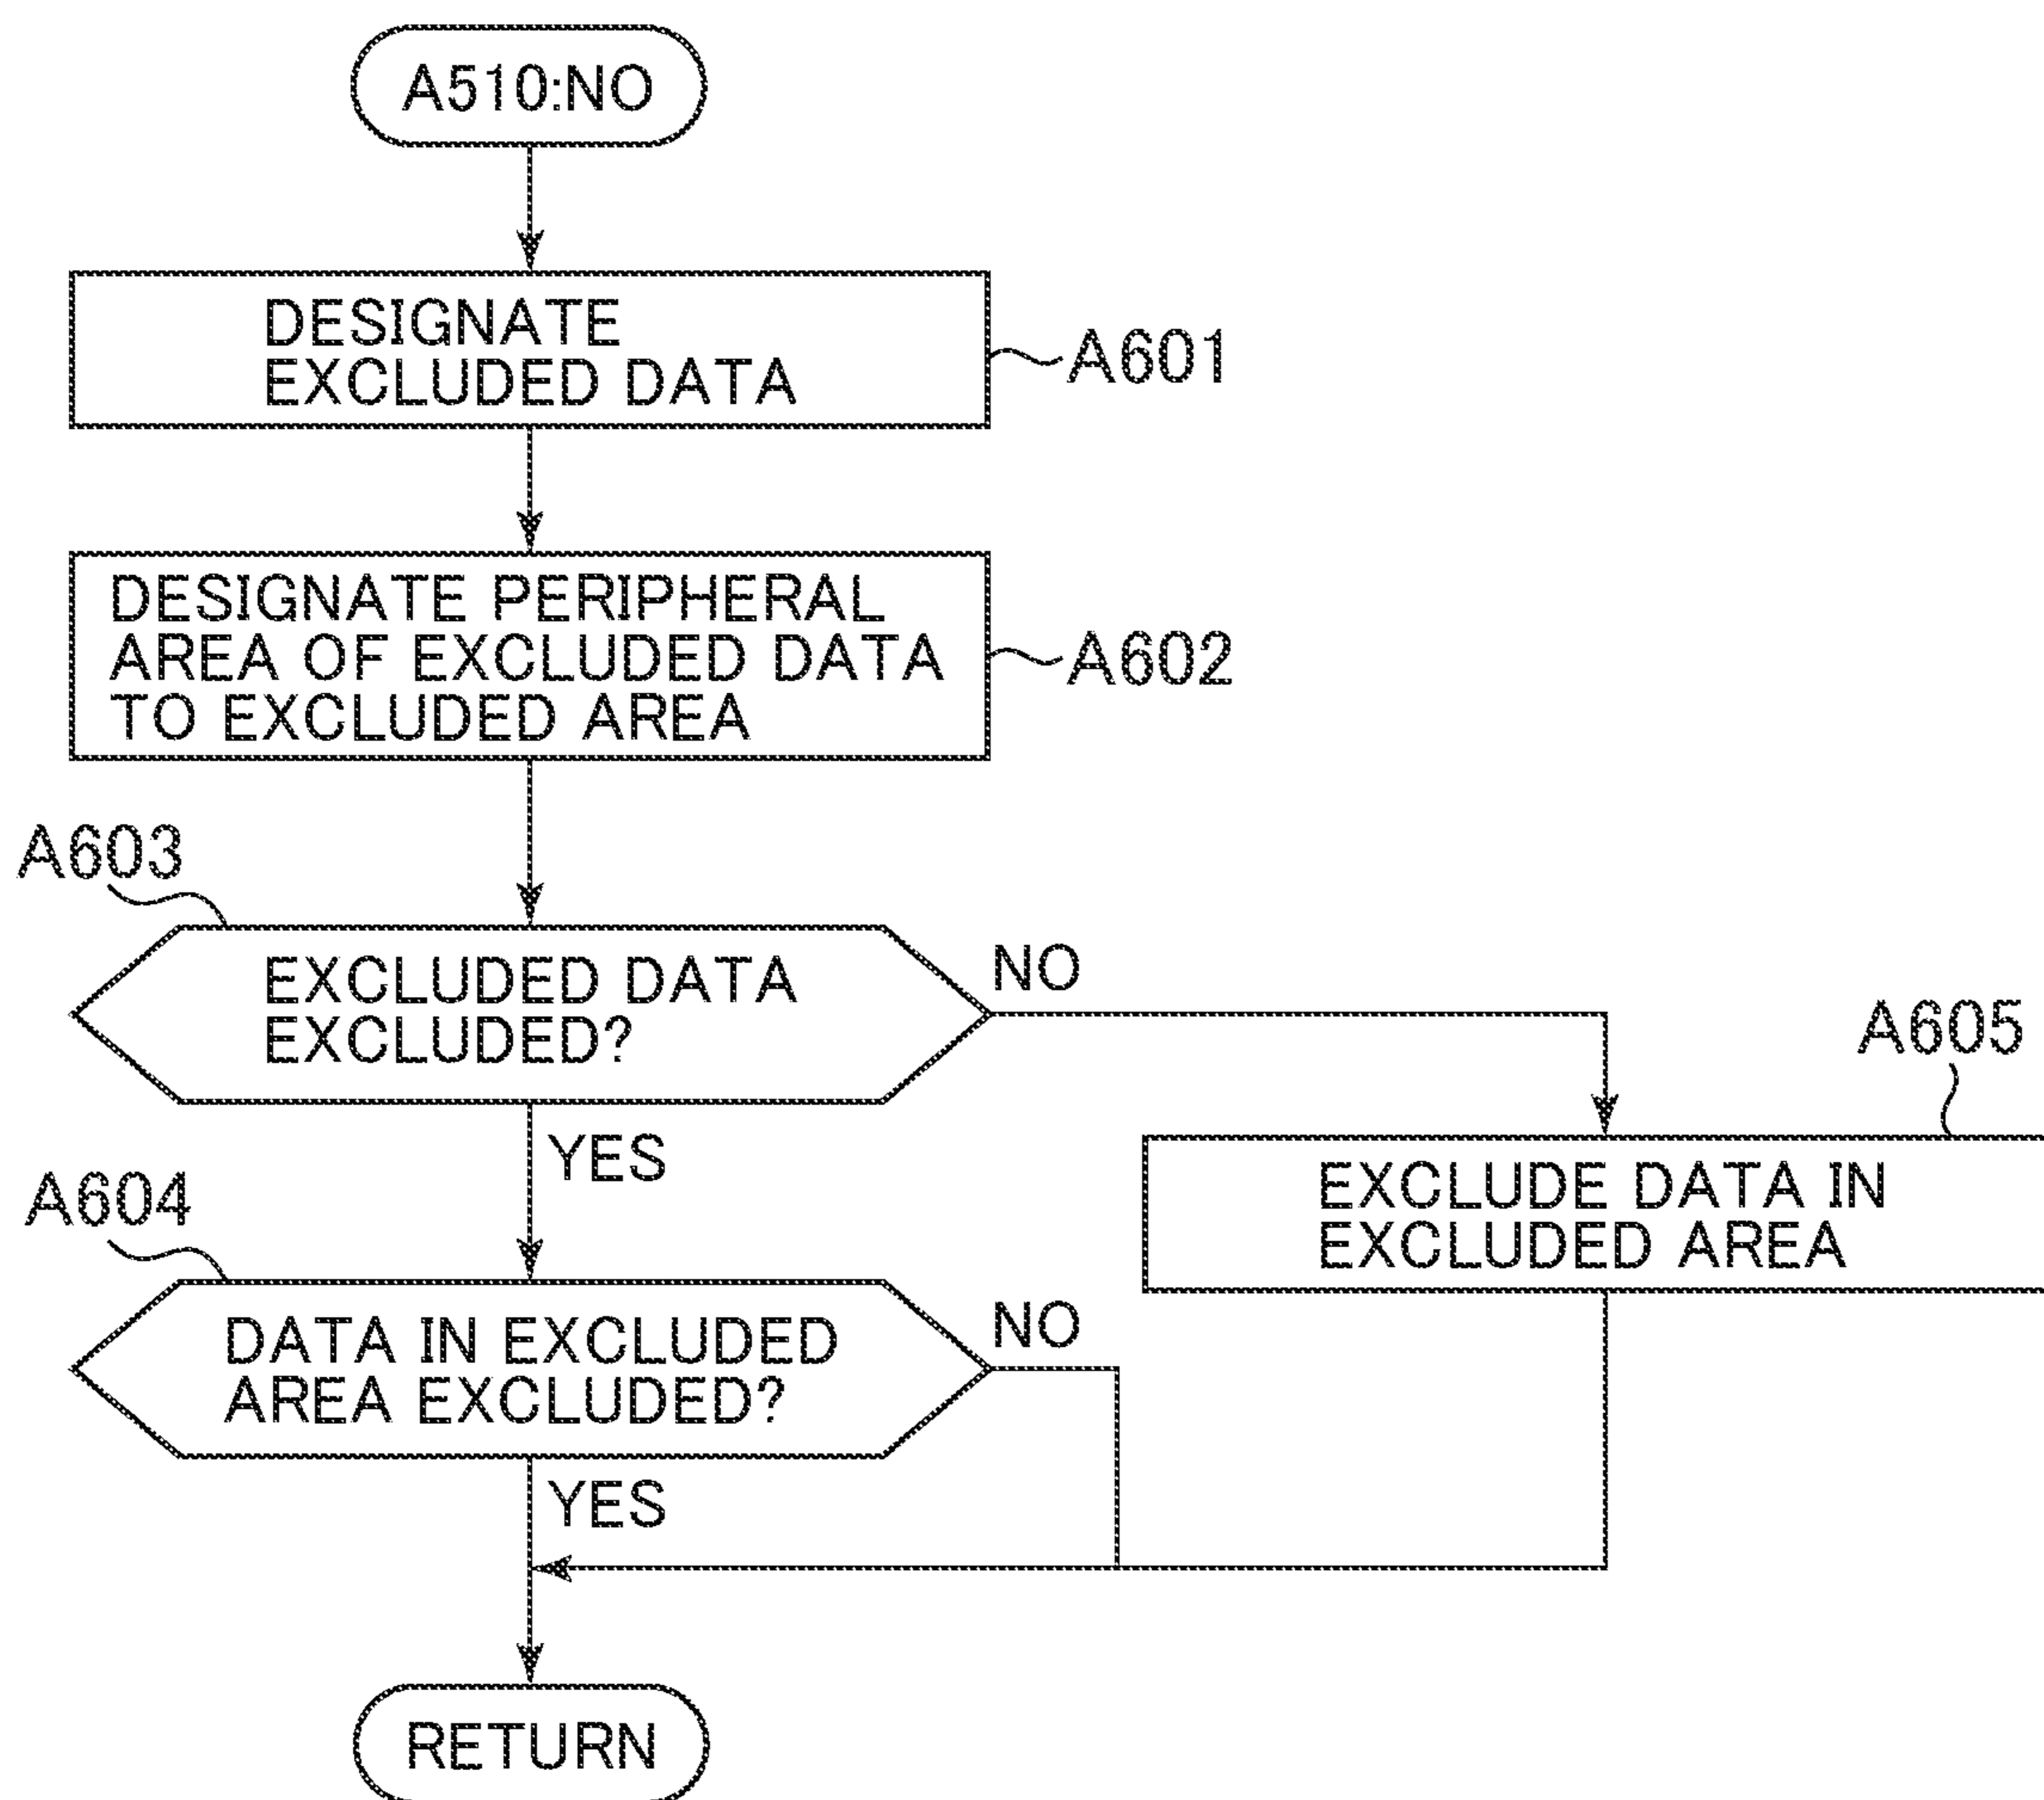 A510:NO
DESIGNATE
EXCLUDED DATA
A601
DESIGNATE PERIPHERAL
AREA OF EXCLUDED DATA
TO EXCLUDED AREA
A602
A603
EXCLUDED DATA
EXCLUDED?
NO
YES
A605
EXCLUDE DATA IN
EXCLUDED AREA
A604
DATA IN EXCLUDED
AREA EXCLUDED?
NO
YES
RETURN